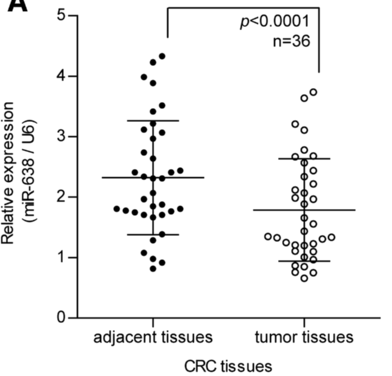 A
p<0.0001
n=36
5
4
3
2
1
0
Relative expression
(miR-638 / U6)
adjacent tissues
tumor tissues
CRC tissues